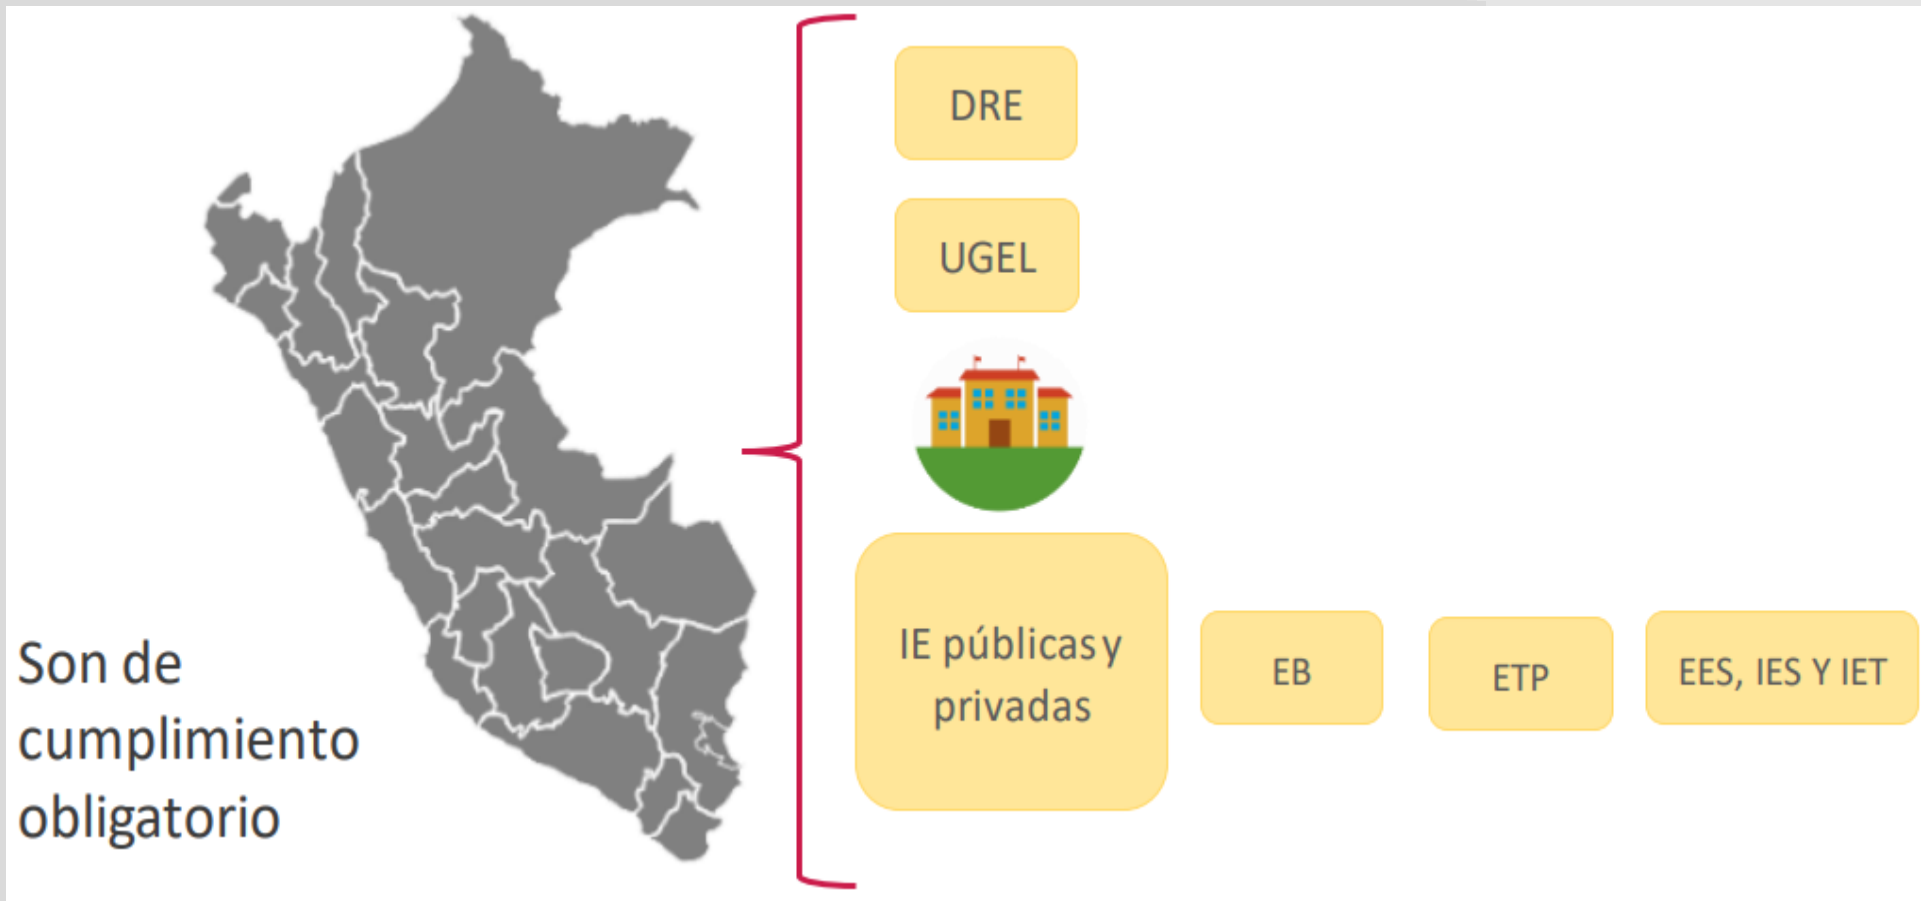 DRE
UGEL
IE públicas y
privadas
EB
ETP
EES, IES Y IET
Son de
cumplimiento
obligatorio